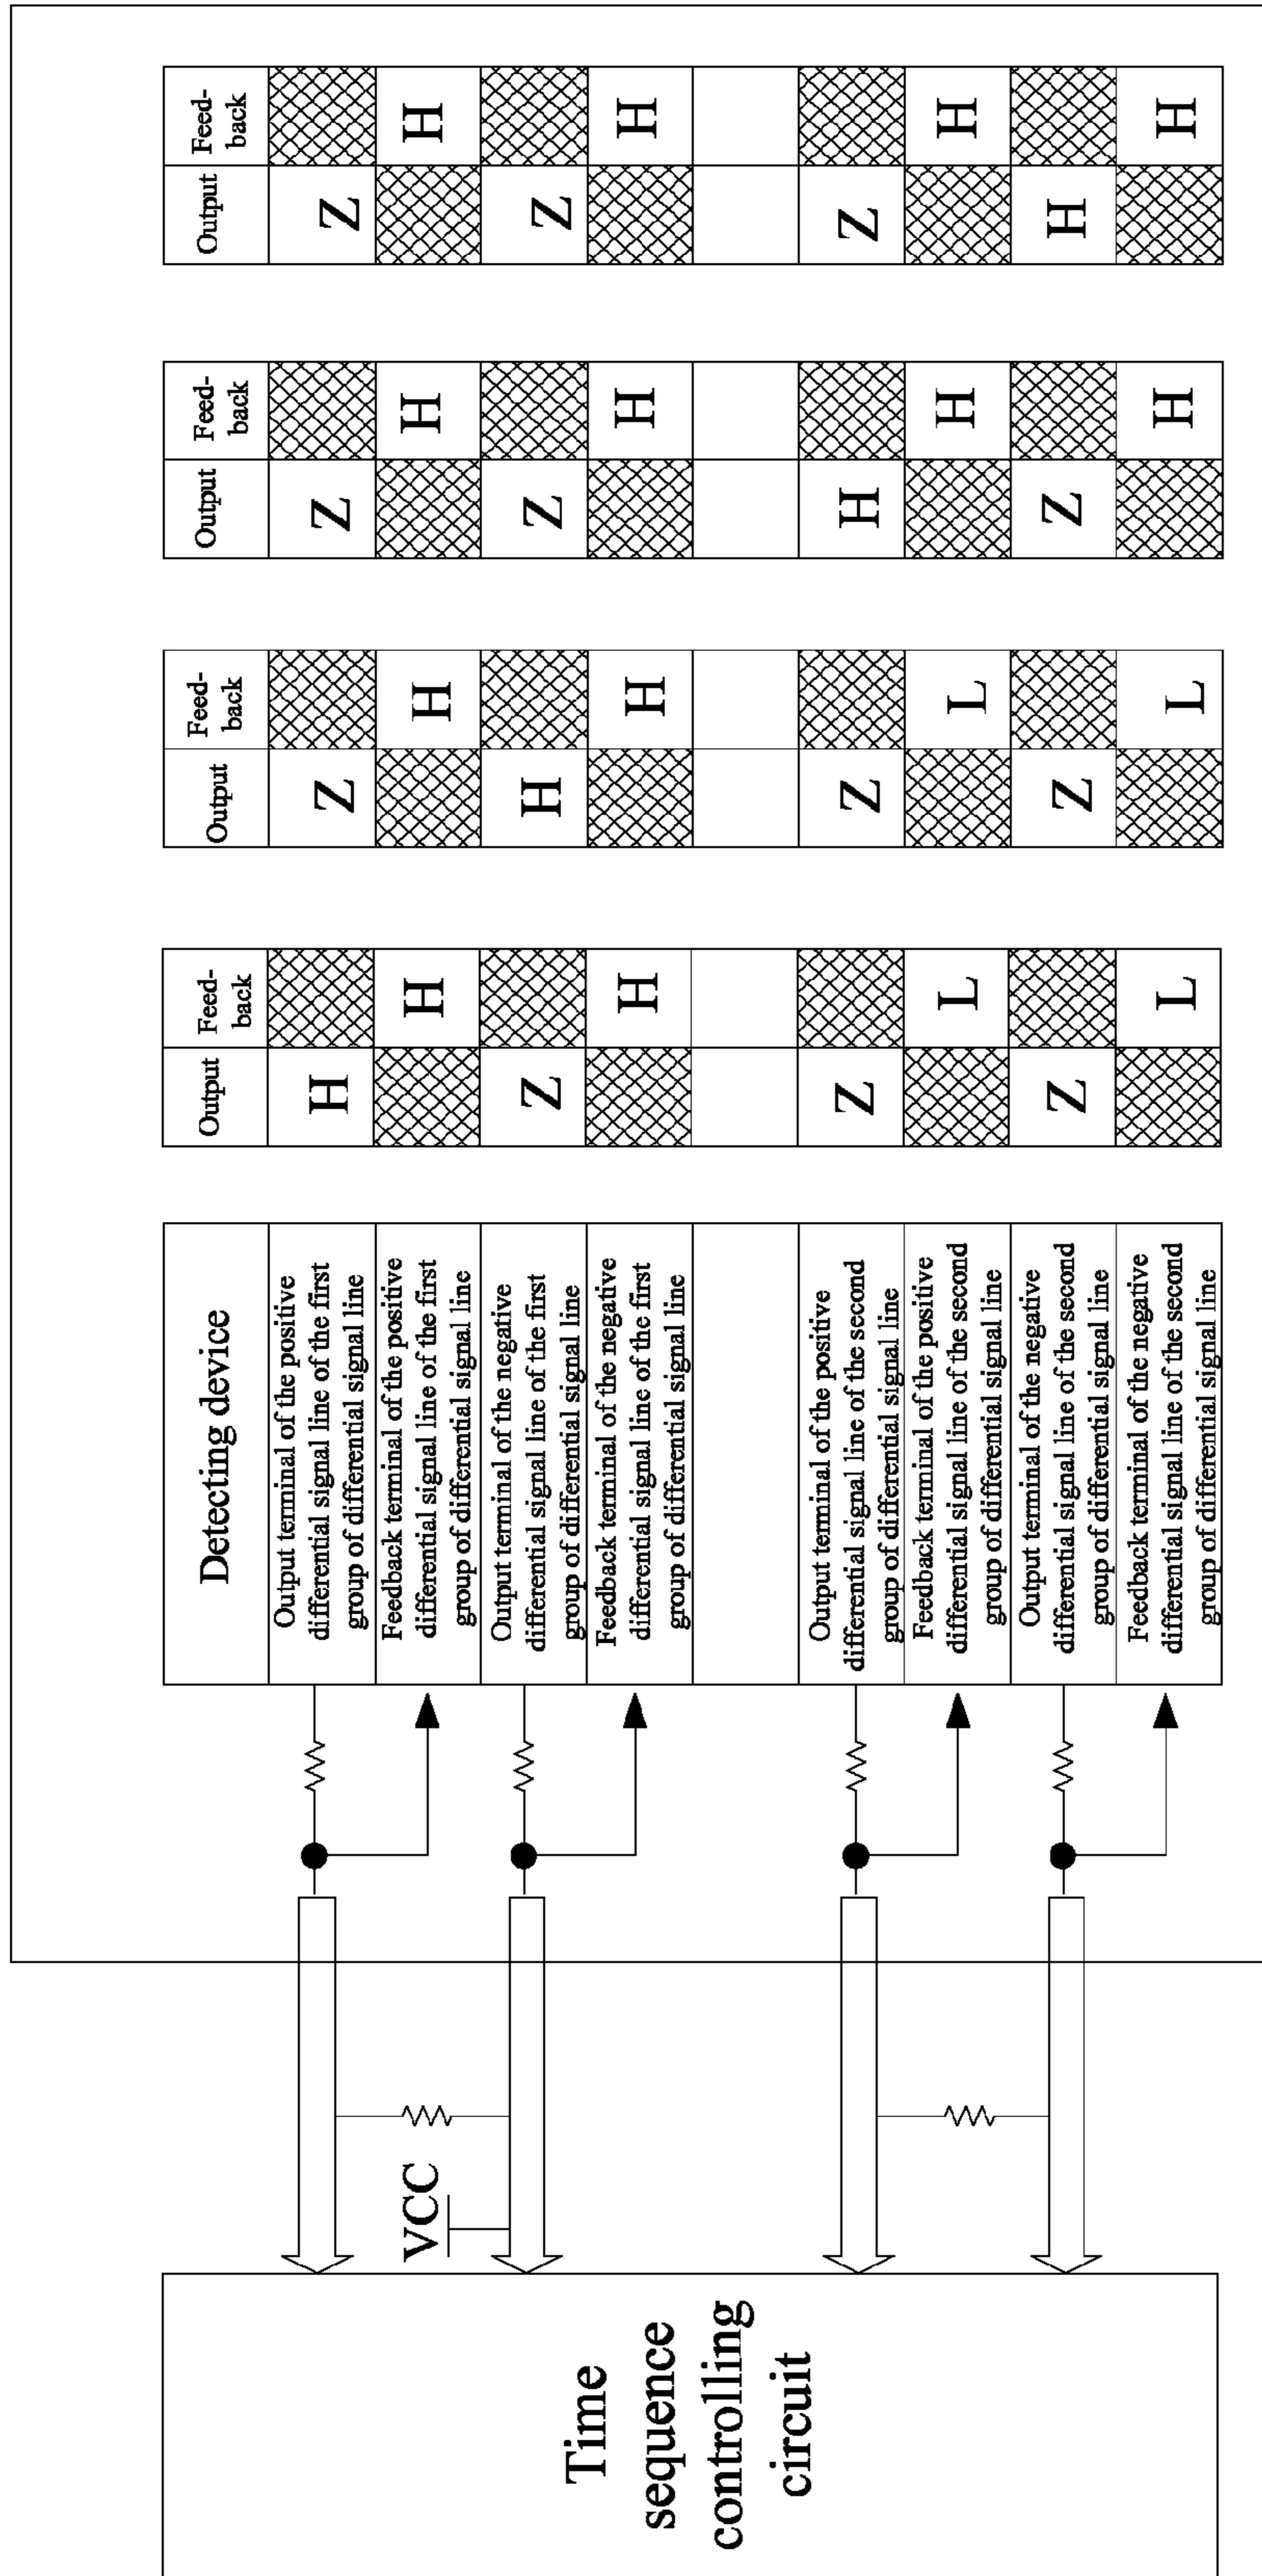 Time
sequence
controlling
circuit
VCC
Detecting device
Output terminal of the positive
differential signal line of the first
group of differential signal line
Feedback terminal of the positive
differential signal line of the first
group of differential signal line
Output terminal of the negative
differential signal line of the first
group of differential signal line
Feedback terminal of the negative
differential signal line of the first
group of differential signal line
Output terminal of the positive
differential signal line of the second
group of differential signal line
Feedback terminal of the positive
differential signal line of the second
group of differential signal line
Output terminal of the negative
differential signal line of the second
group of differential signal line
Feedback terminal of the negative
differential signal line of the second
group of differential signal line
Output
Feed-
back
H
H
Z
H
Z
L
Z
L
Output
Feed-
back
Z
H
H
H
Z
L
Z
L
Output
Feed-
back
Z
H
Z
H
H
H
Z
H
Output
Feed-
back
Z
H
Z
H
Z
H
H
H